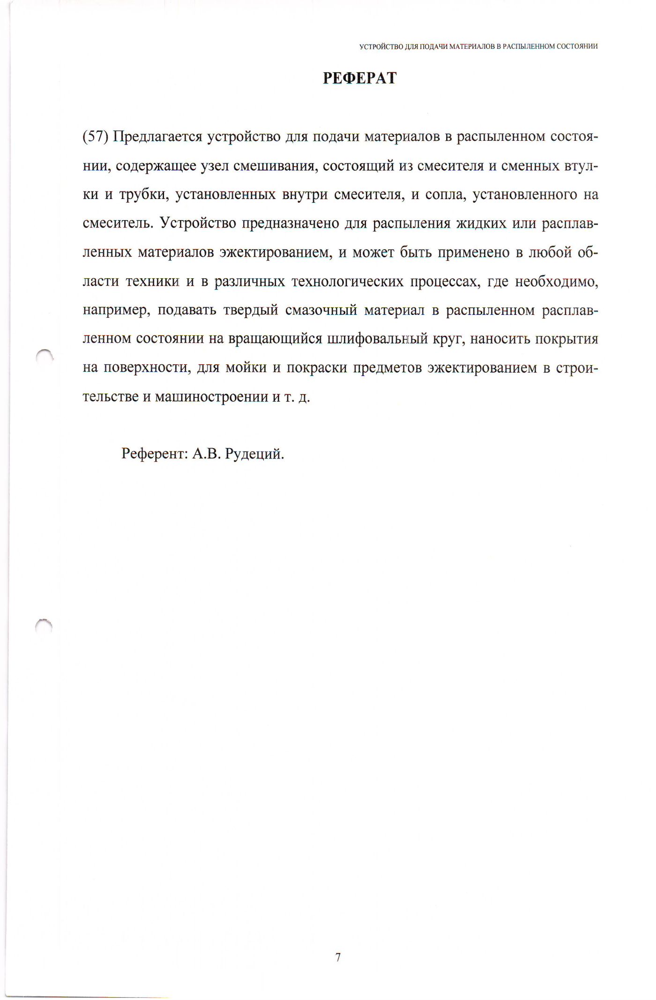 УСТРОЙСТВО ДЛЯ ПОДАЧИ МАТЕРИАЛОВ В РАСПЫЛЕННОМ СОСТОЯНИИ
РЕФЕРАТ
(57) Предлагается устройство для подачи материалов в распыленном состоя-
нии, содержащее узел смешивания, состоящий из смесителя и сменных втул-
ки и трубки, установленных внутри смесителя, и сопла, установленного на
смеситель. Устройство предназначено для распыления жидких или расплав-
ленных материалов эжектированием, и может быть применено в любой об-
ласти техники и в различных технологических процессах, где необходимо,
например, подавать твердый смазочный материал в распыленном расплав-
ленном состоянии на вращающийся шлифовальный круг, наносить покрытия
на поверхности, для мойки и покраски предметов эжектированием в строи-
тельстве и машиностроении и т. д.
Референт: А.В. Рудеций.
7